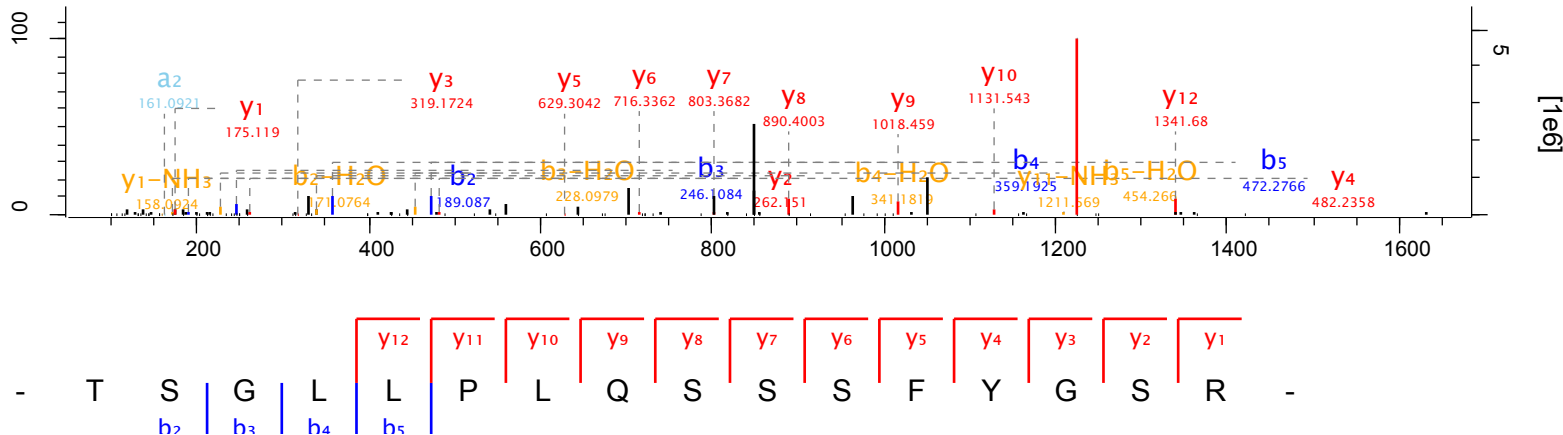 100
0
5
[1e6]
a2
161.0921
y1
175.119
y3
319.1724
y5
629.3042
y6
716.3362
y7
803.3682
y8
890.4003
y9
1018.459
y10
1131.543
y12
1341.68
y1-NH3
158.0924
b2-H2O
171.0764
b2
189.087
228.0979
b3
246.1084
y2
262.151
b4-H2O
341.1819
b4
359.1925
1211.569
b5-H2O
454.266
b5
472.2766
y4
482.2358
200 400 600 800 1000 1200 1400 1600
y12 y11 y10 y9 y8 y7 y6 y5 y4 y3 y2 y1
- T S G L L P L Q S S S F Y G S R -
b2 b3 b4 b5